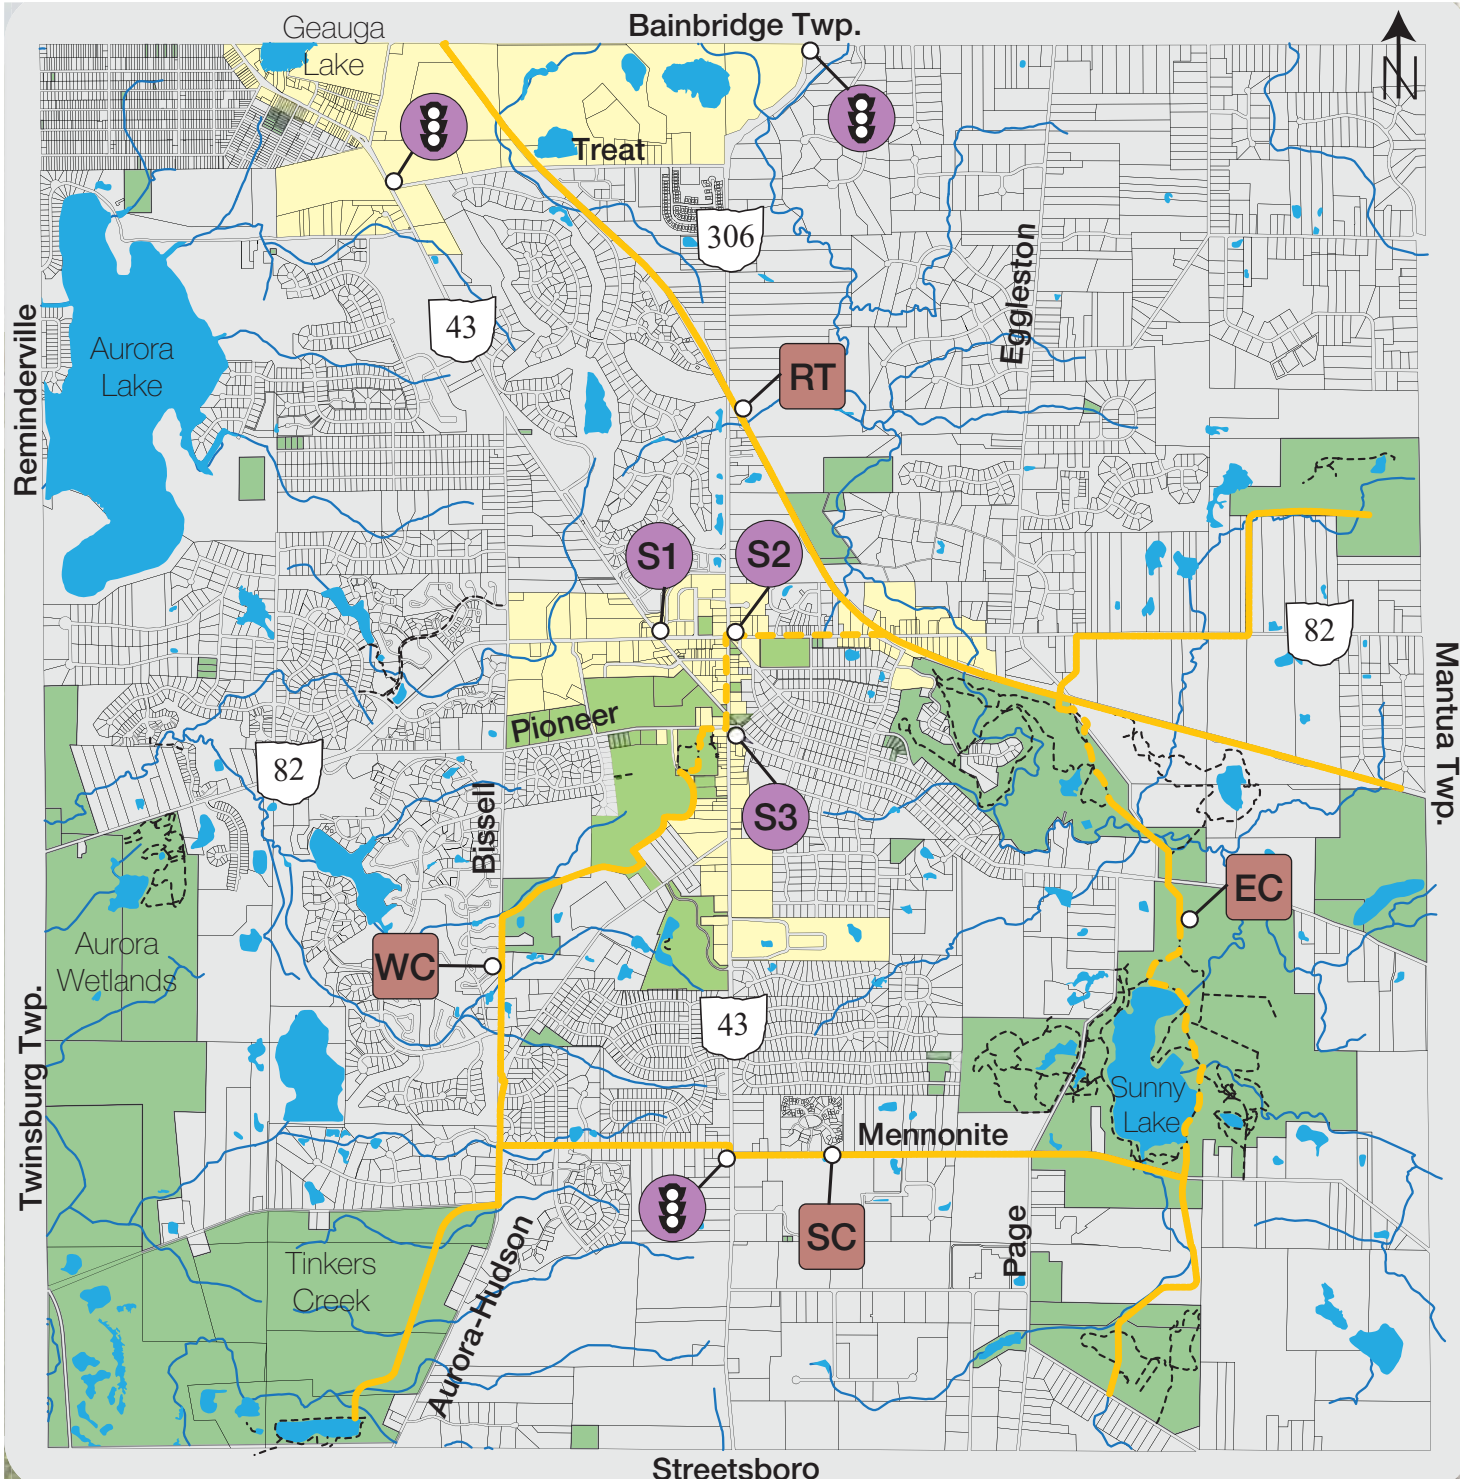 Bainbridge Twp.
Geauga
Lake
N
Treat
306
Eggleston
43
Reminderville
Aurora
Lake
RT
S1
S2
82
Mantua Twp.
Pioneer
82
Bissell
S3
EC
Aurora
Wetlands
WC
43
Twinsburg Twp.
Sunny
Lake
Mennonite
SC
Page
Tinkers
Creek
Aurora-Hudson
Streetsboro